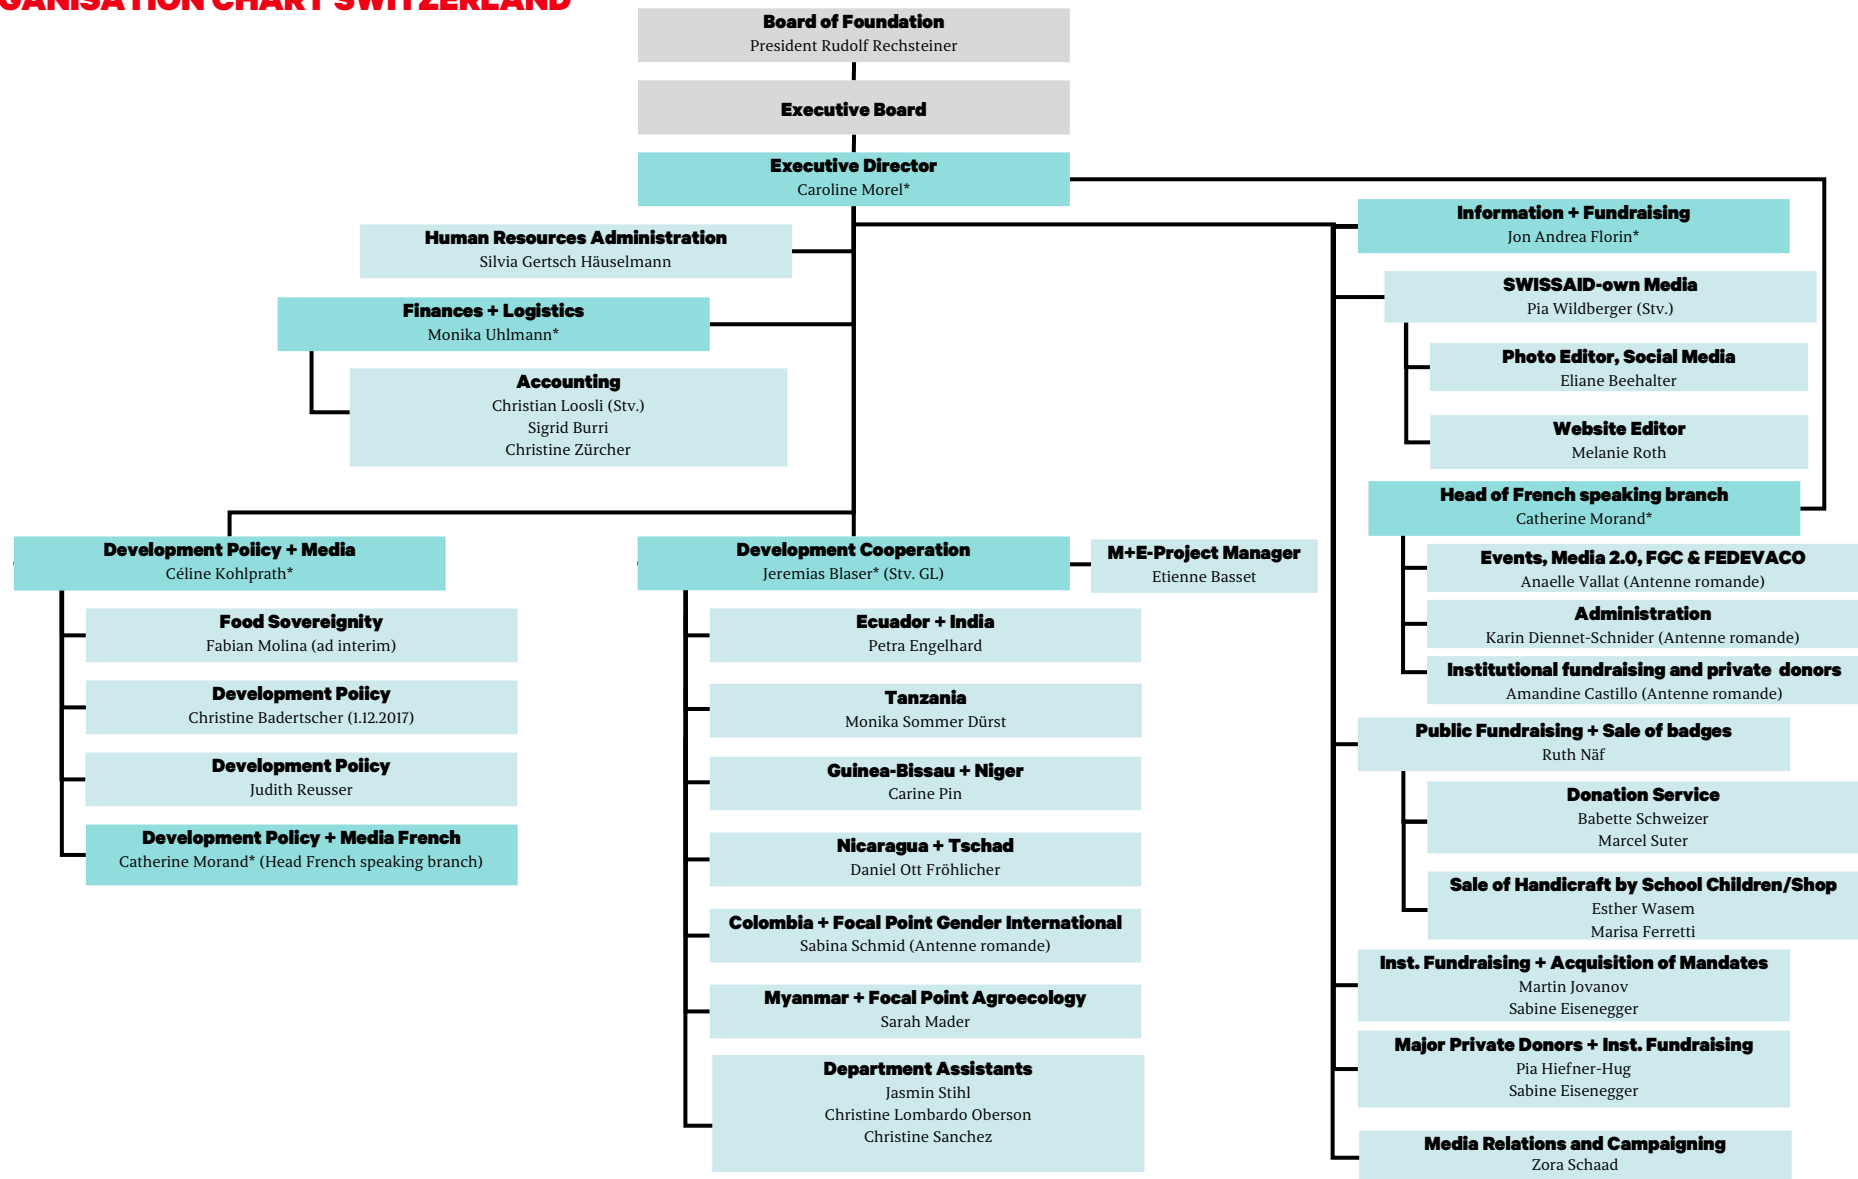 GANISATION CHART SWITZERLAND
Board of Foundation
President Rudolf Rechsteiner
Executive Board
Executive Director
Caroline Morel*
Human Resources Administration
Silvia Gertsch Häuselmann
Finances + Logistics
Monika Uhlmann*
Accounting
Christian Loosli (Stv.)
Sigrid Burri
Christine Zürcher
Development Poiicy + Media
Céline Kohlprath*
Food Sovereignity
Fabian Molina (ad interim)
Development Poiicy
Christine Badertscher (1.12.2017)
Development Poiicy
Judith Reusser
Development Policy + Media French
Catherine Morand* (Head French speaking branch)
Development Cooperation
Jeremias Blaser* (Stv. GL)
M+E-Project Manager
Etienne Basset
Ecuador + India
Petra Engelhard
Tanzania
Monika Sommer Dürst
Guinea-Bissau + Niger
Carine Pin
Nicaragua + Tschad
Daniel Ott Fröhlicher
Colombia + Focal Point Gender International
Sabina Schmid (Antenne romande)
Myanmar + Focal Point Agroecology
Sarah Mader
Department Assistants
Jasmin Stihl
Christine Lombardo Oberson
Christine Sanchez
Information + Fundraising
Jon Andrea Florin*
SWISSAID-own Media
Pia Wildberger (Stv.)
Photo Editor, Social Media
Eliane Beehalter
Website Editor
Melanie Roth
Head of French speaking branch
Catherine Morand*
Events, Media 2.0, FGC & FEDEVACO
Anaelle Vallat (Antenne romande)
Administration
Karin Diennet-Schnider (Antenne romande)
Institutional fundraising and private  donors
Amandine Castillo (Antenne romande)
Public Fundraising + Sale of badges
Ruth Näf
Donation Service
Babette Schweizer
Marcel Suter
Sale of Handicraft by School Children/Shop
Esther Wasem
Marisa Ferretti
Inst. Fundraising + Acquisition of Mandates
Martin Jovanov
Sabine Eisenegger
Major Private Donors + Inst. Fundraising
Pia Hiefner-Hug
Sabine Eisenegger
Media Relations and Campaigning
Zora Schaad